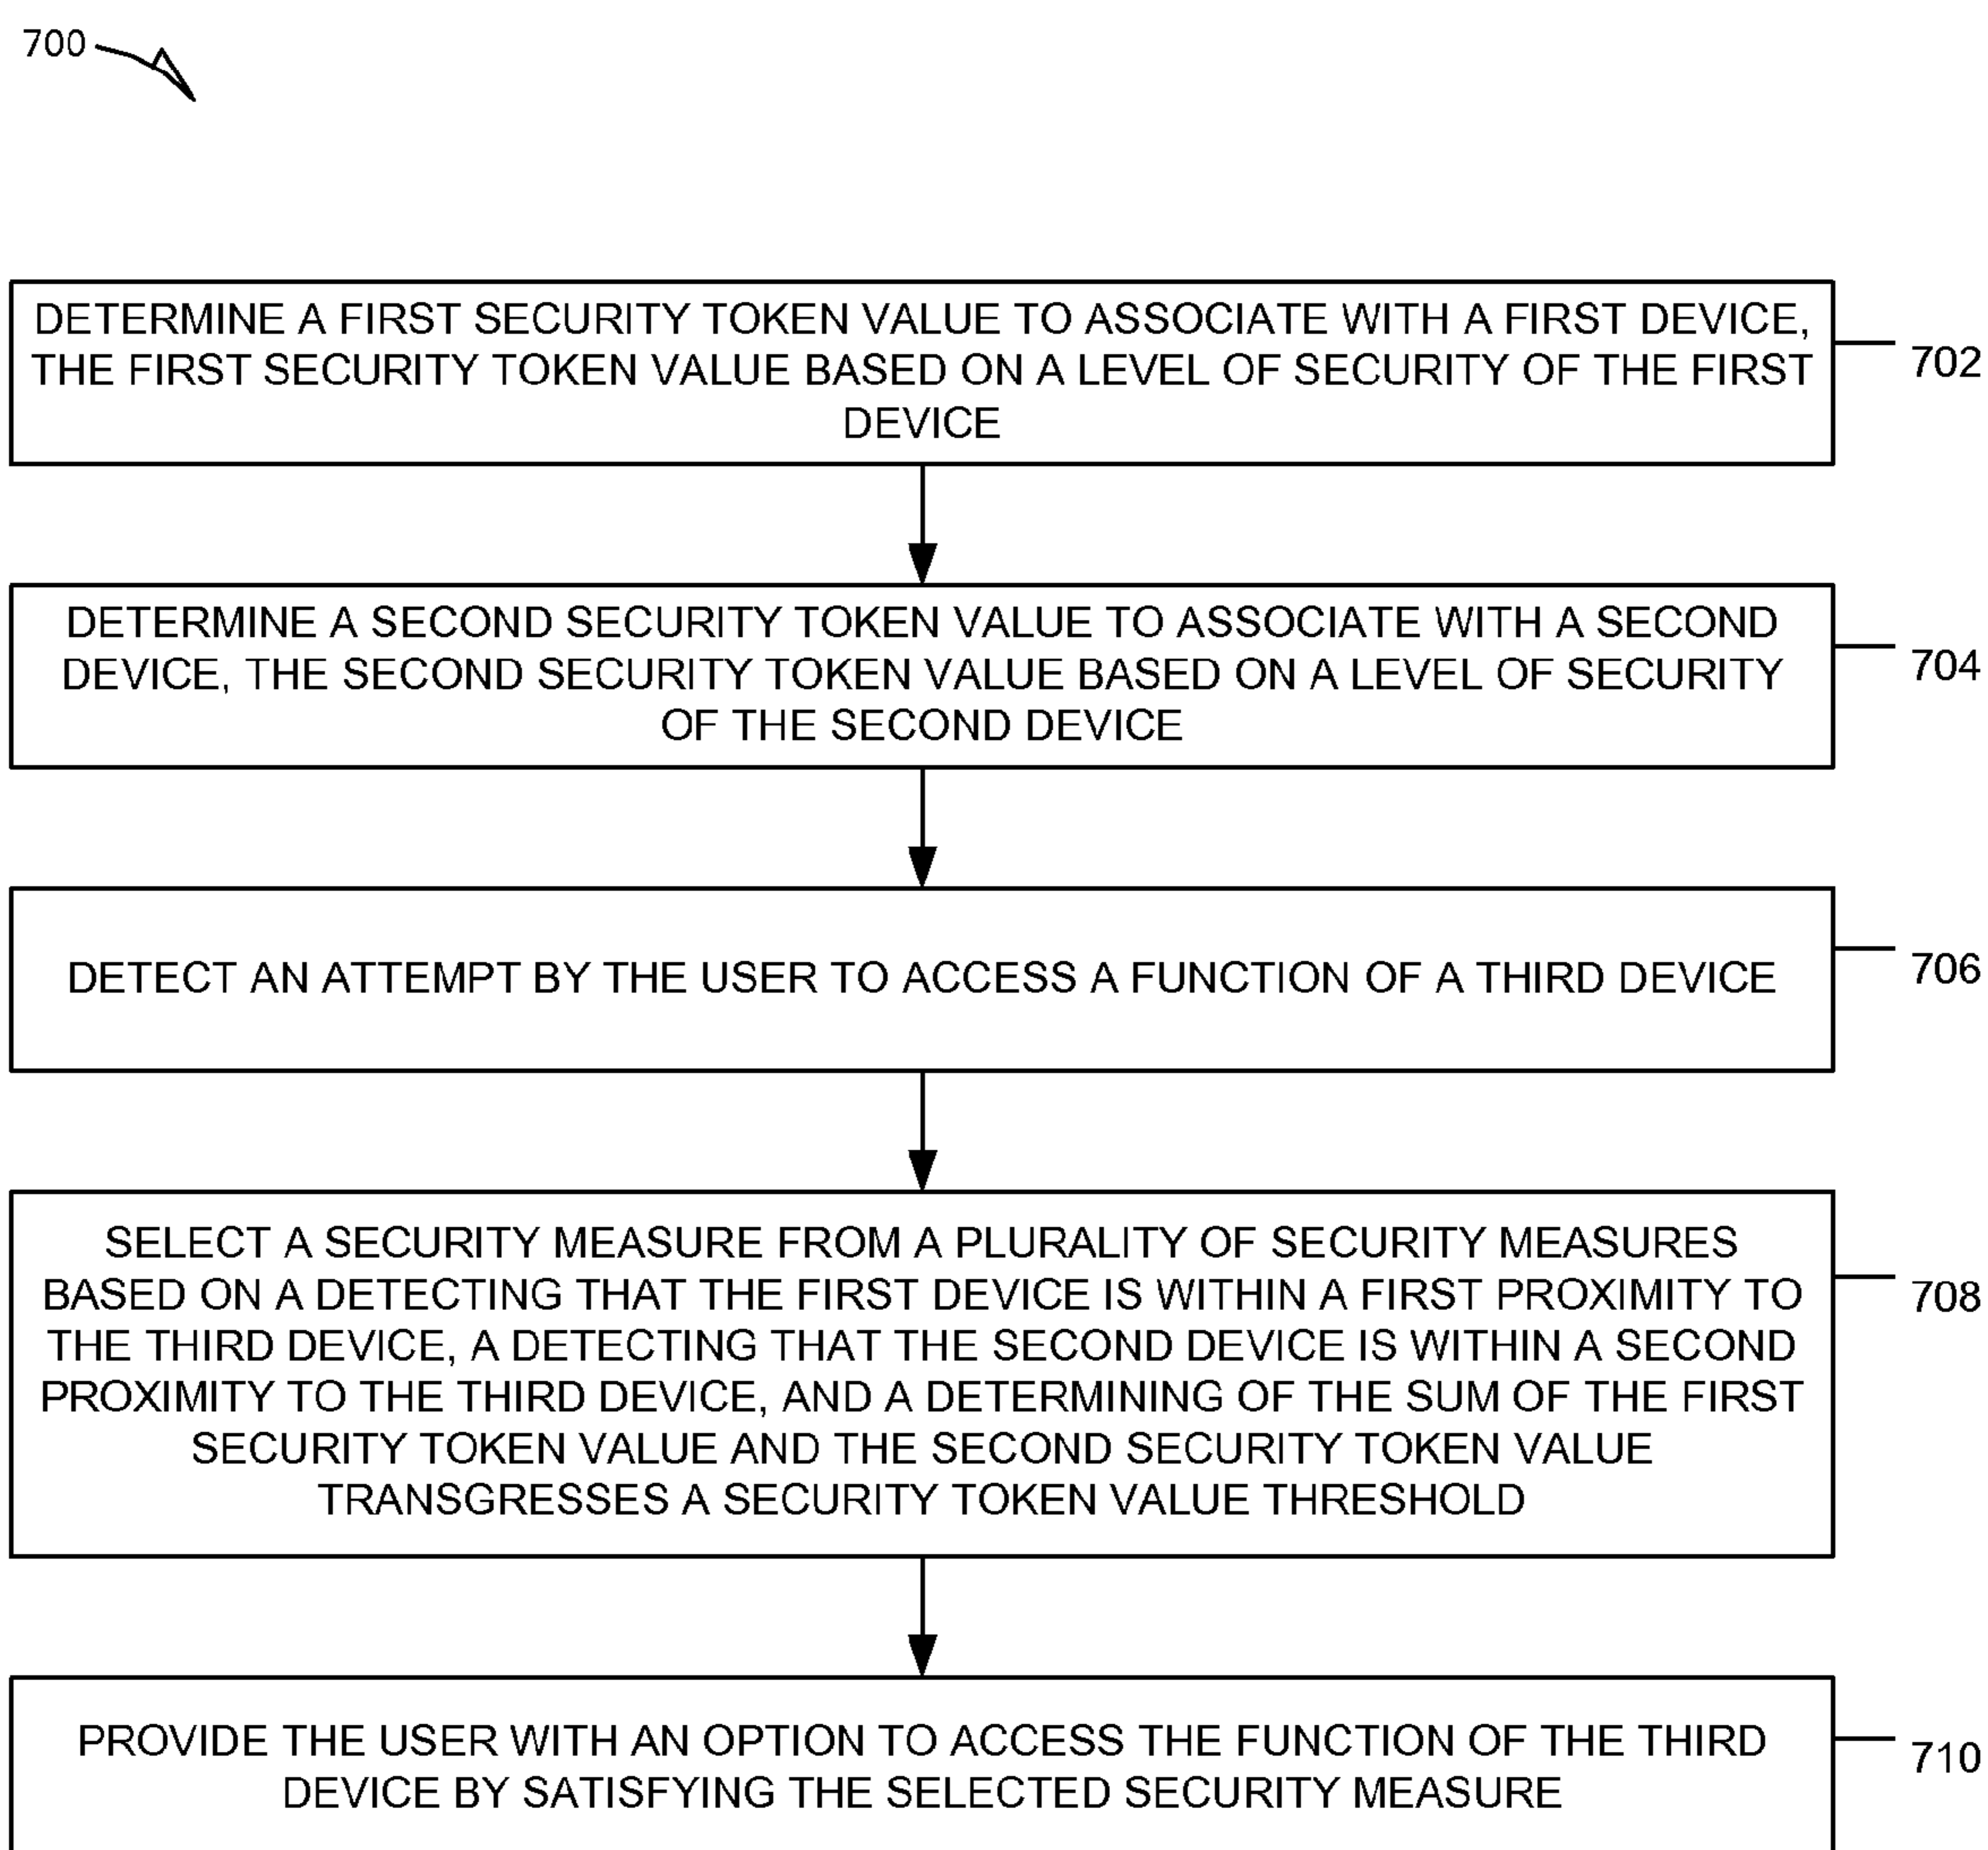 700
DETERMINE A FIRST SECURITY TOKEN VALUE TO ASSOCIATE WITH A FIRST DEVICE,
THE FIRST SECURITY TOKEN VALUE BASED ON A LEVEL OF SECURITY OF THE FIRST
DEVICE
702
DETERMINE A SECOND SECURITY TOKEN VALUE TO ASSOCIATE WITH A SECOND
DEVICE, THE SECOND SECURITY TOKEN VALUE BASED ON A LEVEL OF SECURITY
OF THE SECOND DEVICE
704
DETECT AN ATTEMPT BY THE USER TO ACCESS A FUNCTION OF A THIRD DEVICE
706
SELECT A SECURITY MEASURE FROM A PLURALITY OF SECURITY MEASURES
BASED ON A DETECTING THAT THE FIRST DEVICE IS WITHIN A FIRST PROXIMITY TO
THE THIRD DEVICE, A DETECTING THAT THE SECOND DEVICE IS WITHIN A SECOND
PROXIMITY TO THE THIRD DEVICE, AND A DETERMINING OF THE SUM OF THE FIRST
SECURITY TOKEN VALUE AND THE SECOND SECURITY TOKEN VALUE
TRANSGRESSES A SECURITY TOKEN VALUE THRESHOLD
708
PROVIDE THE USER WITH AN OPTION TO ACCESS THE FUNCTION OF THE THIRD
DEVICE BY SATISFYING THE SELECTED SECURITY MEASURE
710